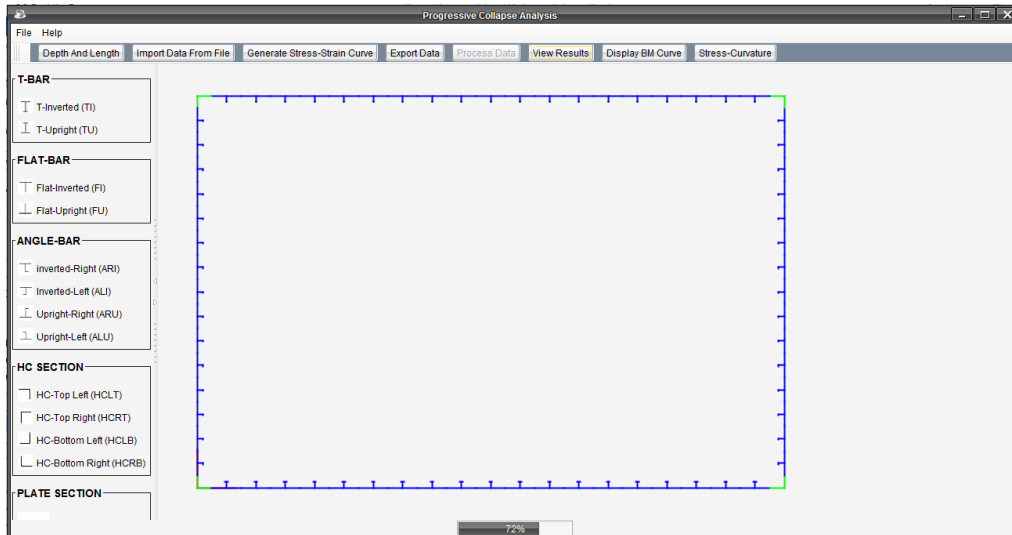 Progressive Collapse Analysis
File Help
Depth And Length Import Data From File Generate Stress-Strain Curve Export Data Process Data View Results Display BM Curve Stress-Curvature
T-BAR
T-Inverted (TI)
T-Upright (TU)
FLAT-BAR
Flat-Inverted (FI)
Flat-Upright (FU)
ANGLE-BAR
inverted-Right (ARI)
Inverted-Left (ALI)
Upright-Right (ARU)
Upright-Left (ALU)
HC SECTION
HC-Top Left (HCLT)
HC-Top Right (HCRT)
HC-Bottom Left (HCLB)
HC-Bottom Right (HCRB)
PLATE SECTION
72%